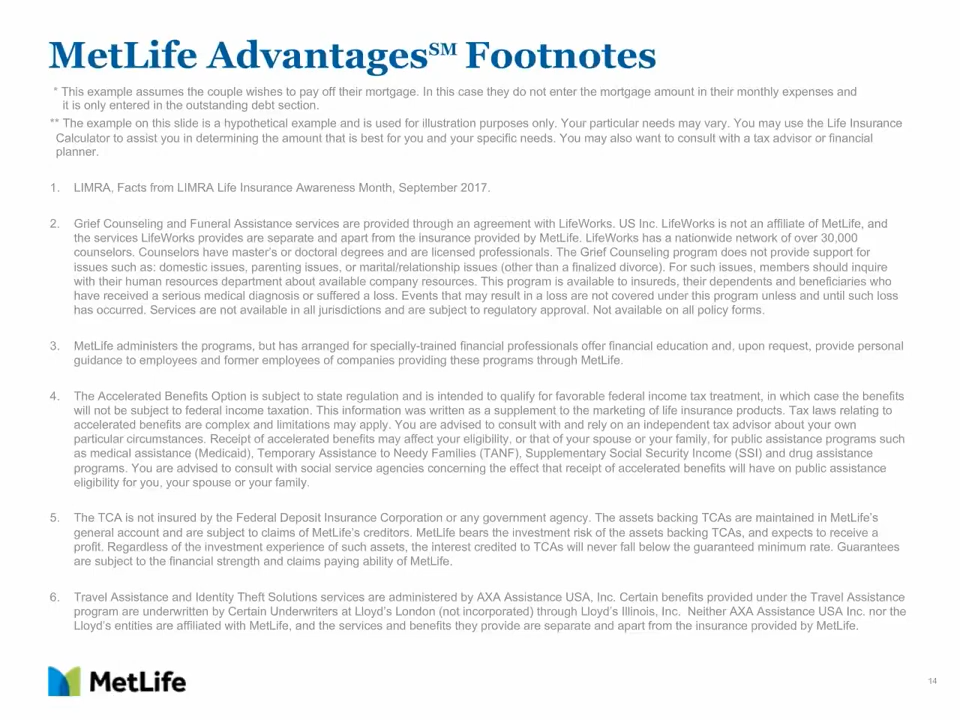 MetLife Advantages℠ Footnotes
* This example assumes the couple wishes to pay off their mortgage. In this case they do not enter the mortgage amount in their monthly expenses and
it is only entered in the outstanding debt section.
** The example on this slide is a hypothetical example and is used for illustration purposes only. Your particular needs may vary. You may use the Life Insurance
Calculator to assist you in determining the amount that is best for you and your specific needs. You may also want to consult with a tax advisor or financial
planner.
1. LIMRA, Facts from LIMRA Life Insurance Awareness Month, September 2017.
2. Grief Counseling and Funeral Assistance services are provided through an agreement with LifeWorks. US Inc. LifeWorks is not an affiliate of MetLife, and
the services LifeWorks provides are separate and apart from the insurance provided by MetLife. LifeWorks has a nationwide network of over 30,000
counselors. Counselors have master's or doctoral degrees and are licensed professionals. The Grief Counseling program does not provide support for
issues such as: domestic issues, parenting issues, or marital/relationship issues (other than a finalized divorce). For such issues, members should inquire
with their human resources department about available company resources. This program is available to insureds, their dependents and beneficiaries who
have received a serious medical diagnosis or suffered a loss. Events that may result in a loss are not covered under this program unless and until such loss
has occurred. Services are not available in all jurisdictions and are subject to regulatory approval. Not available on all policy forms.
3. MetLife administers the programs, but has arranged for specially-trained financial professionals offer financial education and, upon request, provide personal
guidance to employees and former employees of companies providing these programs through MetLife.
4. The Accelerated Benefits Option is subject to state regulation and is intended to qualify for favorable federal income tax treatment, in which case the benefits
will not be subject to federal income taxation. This information was written as a supplement to the marketing of life insurance products. Tax laws relating to
accelerated benefits are complex and limitations may apply. You are advised to consult with and rely on an independent tax advisor about your own
particular circumstances. Receipt of accelerated benefits may affect your eligibility, or that of your spouse or your family, for public assistance programs such
as medical assistance (Medicaid), Temporary Assistance to Needy Families (TANF), Supplementary Social Security Income (SSI) and drug assistance
programs. You are advised to consult with social service agencies concerning the effect that receipt of accelerated benefits will have on public assistance
eligibility for you, your spouse or your family.
5. The TCA is not insured by the Federal Deposit Insurance Corporation or any government agency. The assets backing TCAs are maintained in MetLife's
general account and are subject to claims of MetLife's creditors. MetLife bears the investment risk of the assets backing TCAs, and expects to receive a
profit. Regardless of the investment experience of such assets, the interest credited to TCAs will never fall below the guaranteed minimum rate. Guarantees
are subject to the financial strength and claims paying ability of MetLife.
6. Travel Assistance and Identity Theft Solutions services are administered by AXA Assistance USA, Inc. Certain benefits provided under the Travel Assistance
program are underwritten by Certain Underwriters at Lloyd's London (not incorporated) through Lloyd's Illinois, Inc. Neither AXA Assistance USA Inc. nor the
Lloyd's entities are affiliated with MetLife, and the services and benefits they provide are separate and apart from the insurance provided by MetLife.
MetLife
14